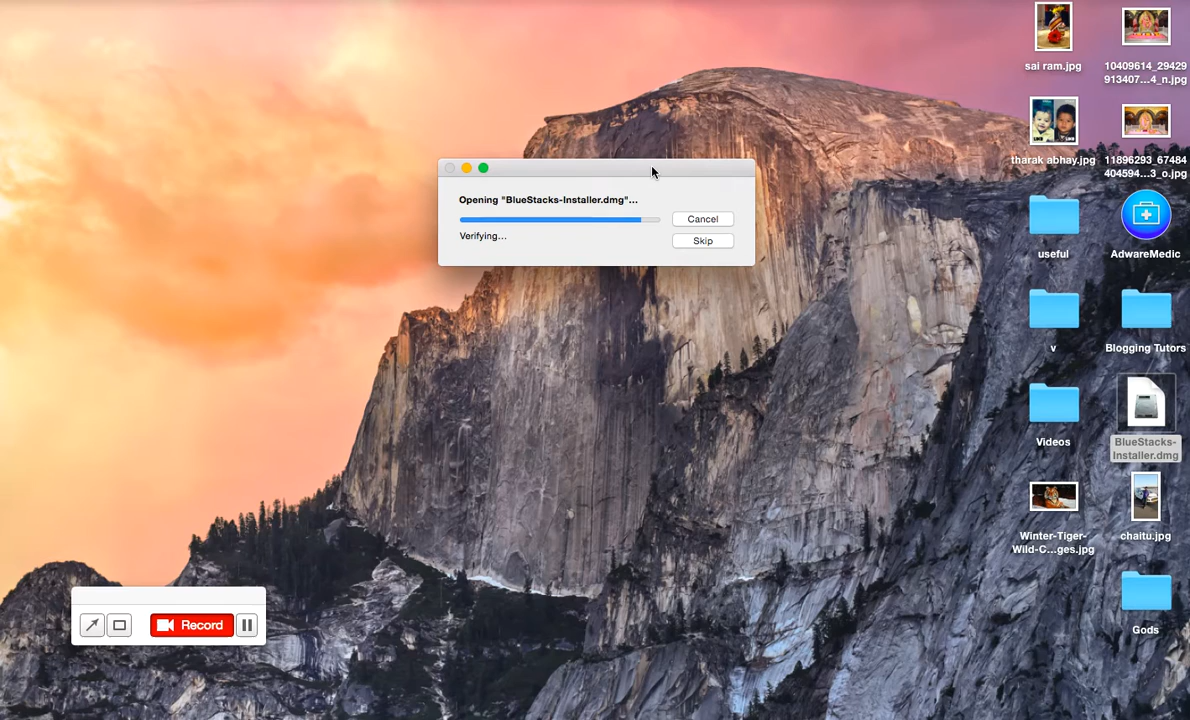 Opening "BlueStacks-Installer.dmg"...
Cancel
Verifying...
Skip
Record
sai ram.jpg
10409614_29429
913407...4_n.jpg
tharak abhay.jpg
11896293_67484
404594...3_o.jpg
useful
AdwareMedic
v
Blogging Tutors
Videos
BlueStacks-
Installer.dmg
Winter-Tiger-
Wild-C...ges.jpg
chaitu.jpg
Gods